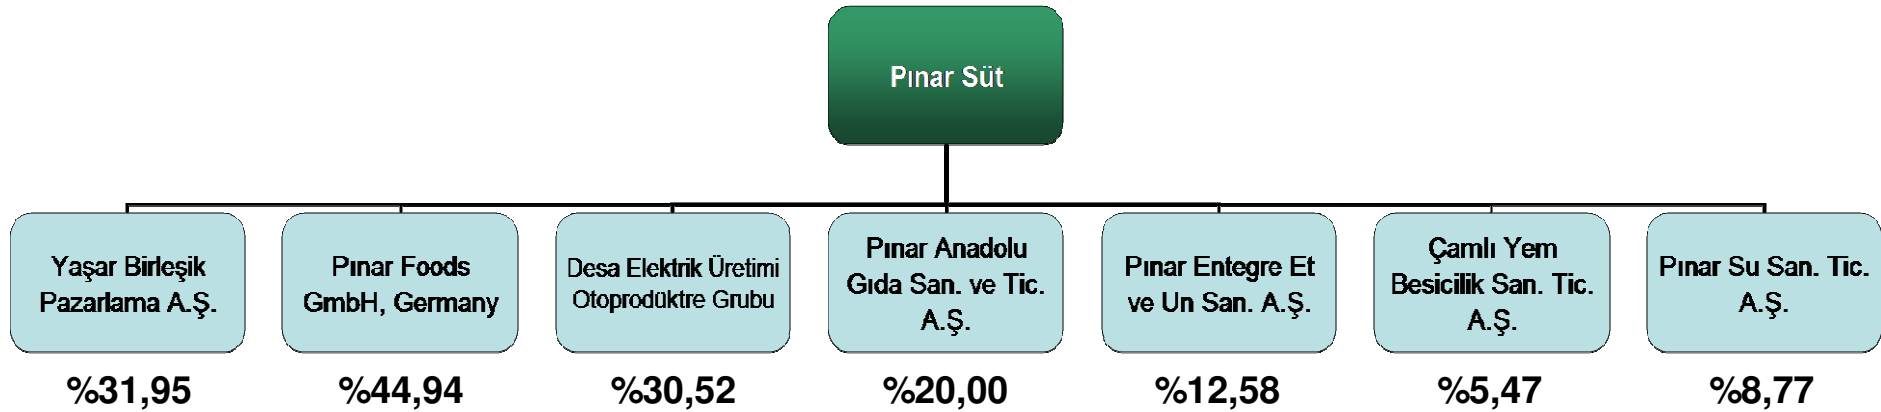 Pınar Süt
Yaşar Birleşik
Pazarlama A.Ş.
Pınar Foods
GmbH, Germany
Desa Elektrik Üretimi
Otoprodüktre Grubu
Pınar Anadolu
Gıda San. ve Tic.
A.Ş.
Pınar Entegre Et
ve Un San. A.Ş.
Çamlı Yem
Besicilik San. Tic.
A.Ş.
Pınar Su San. Tic.
A.Ş.
%31,95
%44,94
%30,52
%20,00
%12,58
%5,47
%8,77